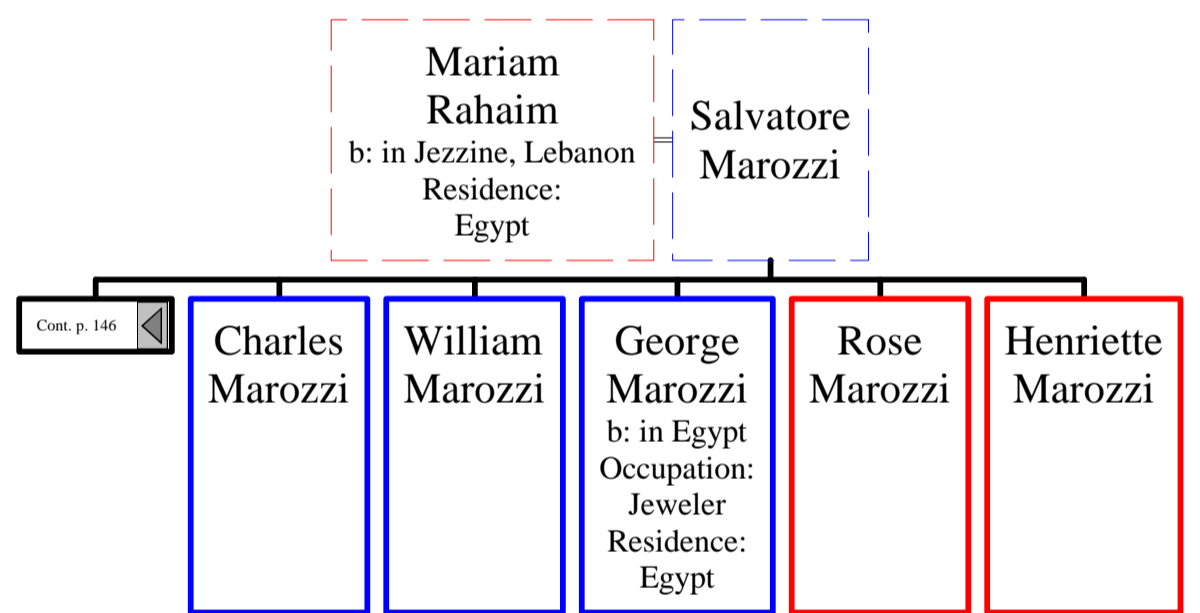 Mariam
Rahaim
b: in Jezzine, Lebanon
Residence:
Egypt
Salvatore
Marozzi
Cont. p. 146
Charles
Marozzi
William
Marozzi
George
Marozzi
b: in Egypt
Occupation:
Jeweler
Residence:
Egypt
Rose
Marozzi
Henriette
Marozzi